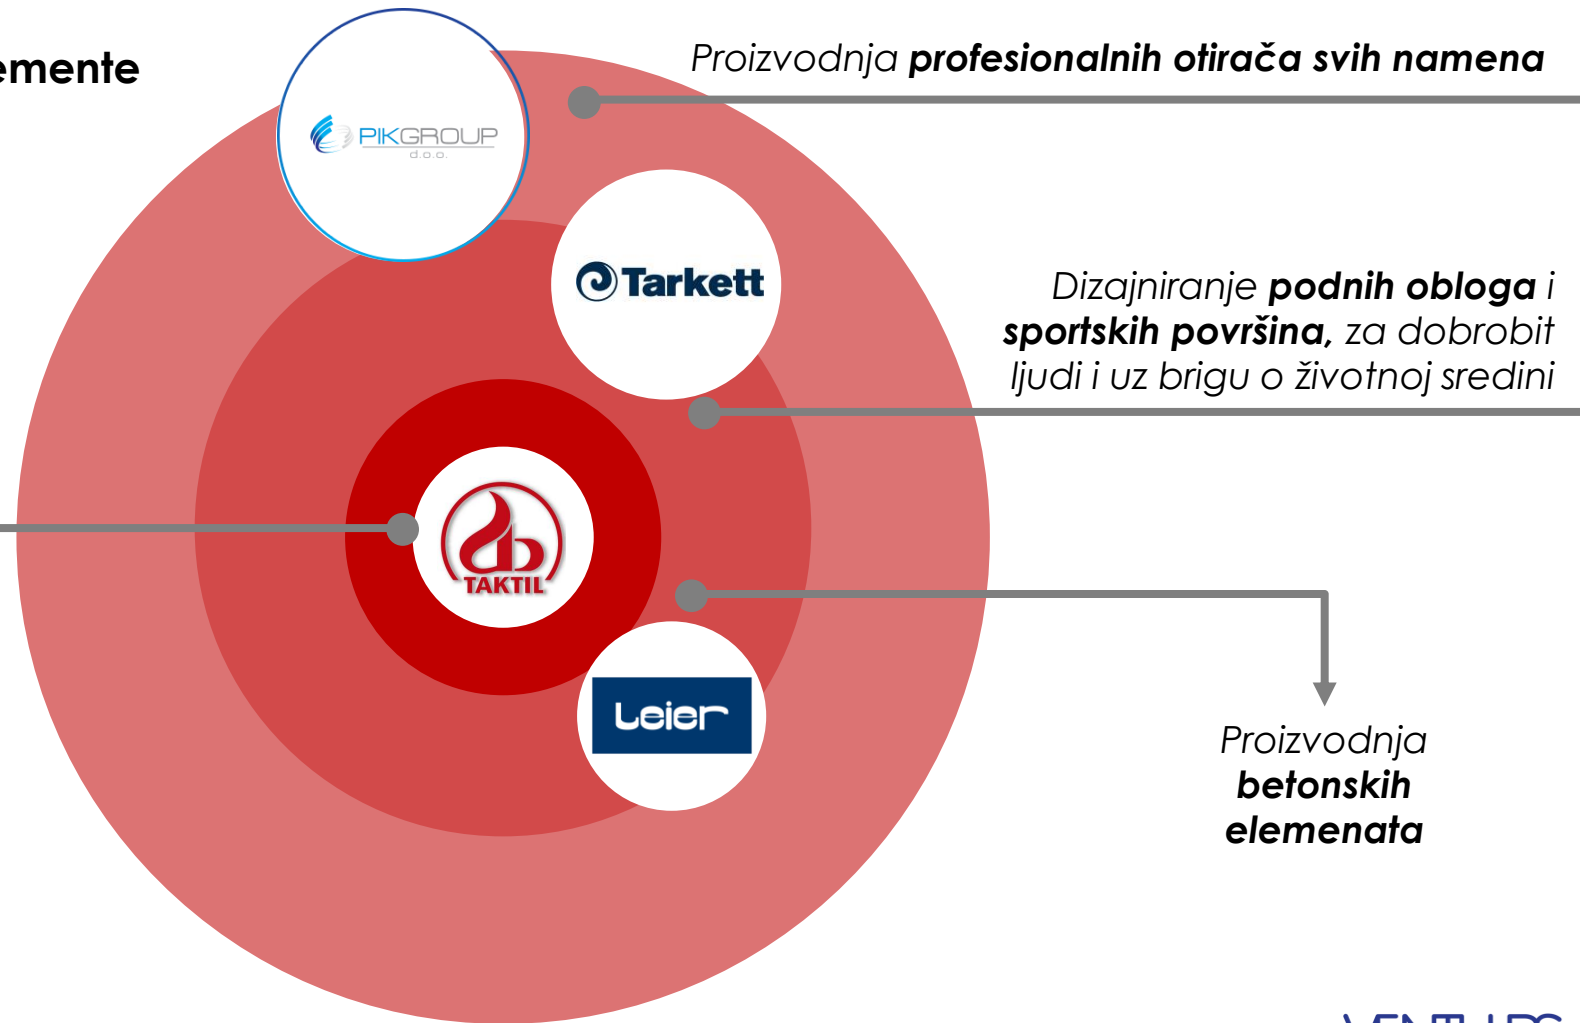 Proizvodnja profesionalnih otirača svih namena
PIKGROUP
d.o.o.
Tarkett
Dizajniranje podnih obloga i
sportskih površina, za dobrobit
ljudi i uz brigu o životnoj sredini
TAKTIL
Leier
Proizvodnja
betonskih
elemenata